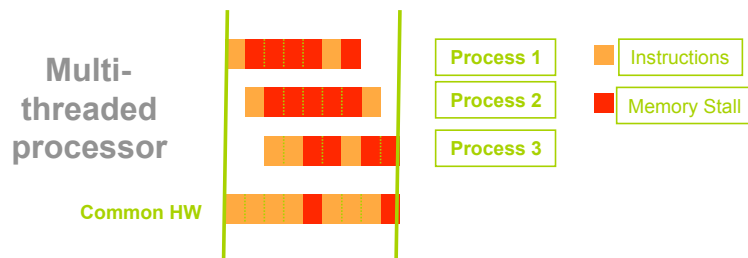 Multi-
threaded
processor
Process 1
Process 2
Process 3
Common HW
Instructions
Memory Stall